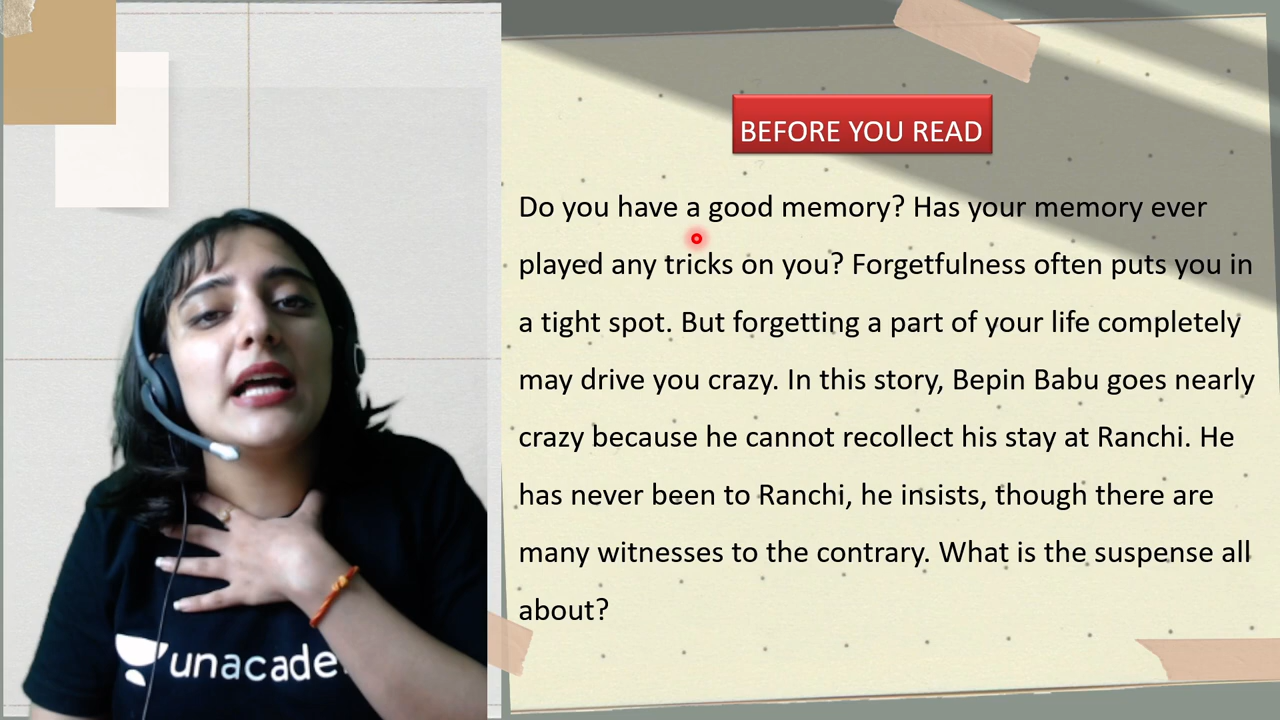 BEFORE YOU READ
Do you have a good memory? Has your memory ever
played any tricks on you? Forgetfulness often puts you in
a tight spot. But forgetting a part of your life completely
may drive you crazy. In this story, Bepin Babu goes nearly
crazy because he cannot recollect his stay at Ranchi. He
has never been to Ranchi, he insists, though there are
many witnesses to the contrary. What is the suspense all
about?
unacade